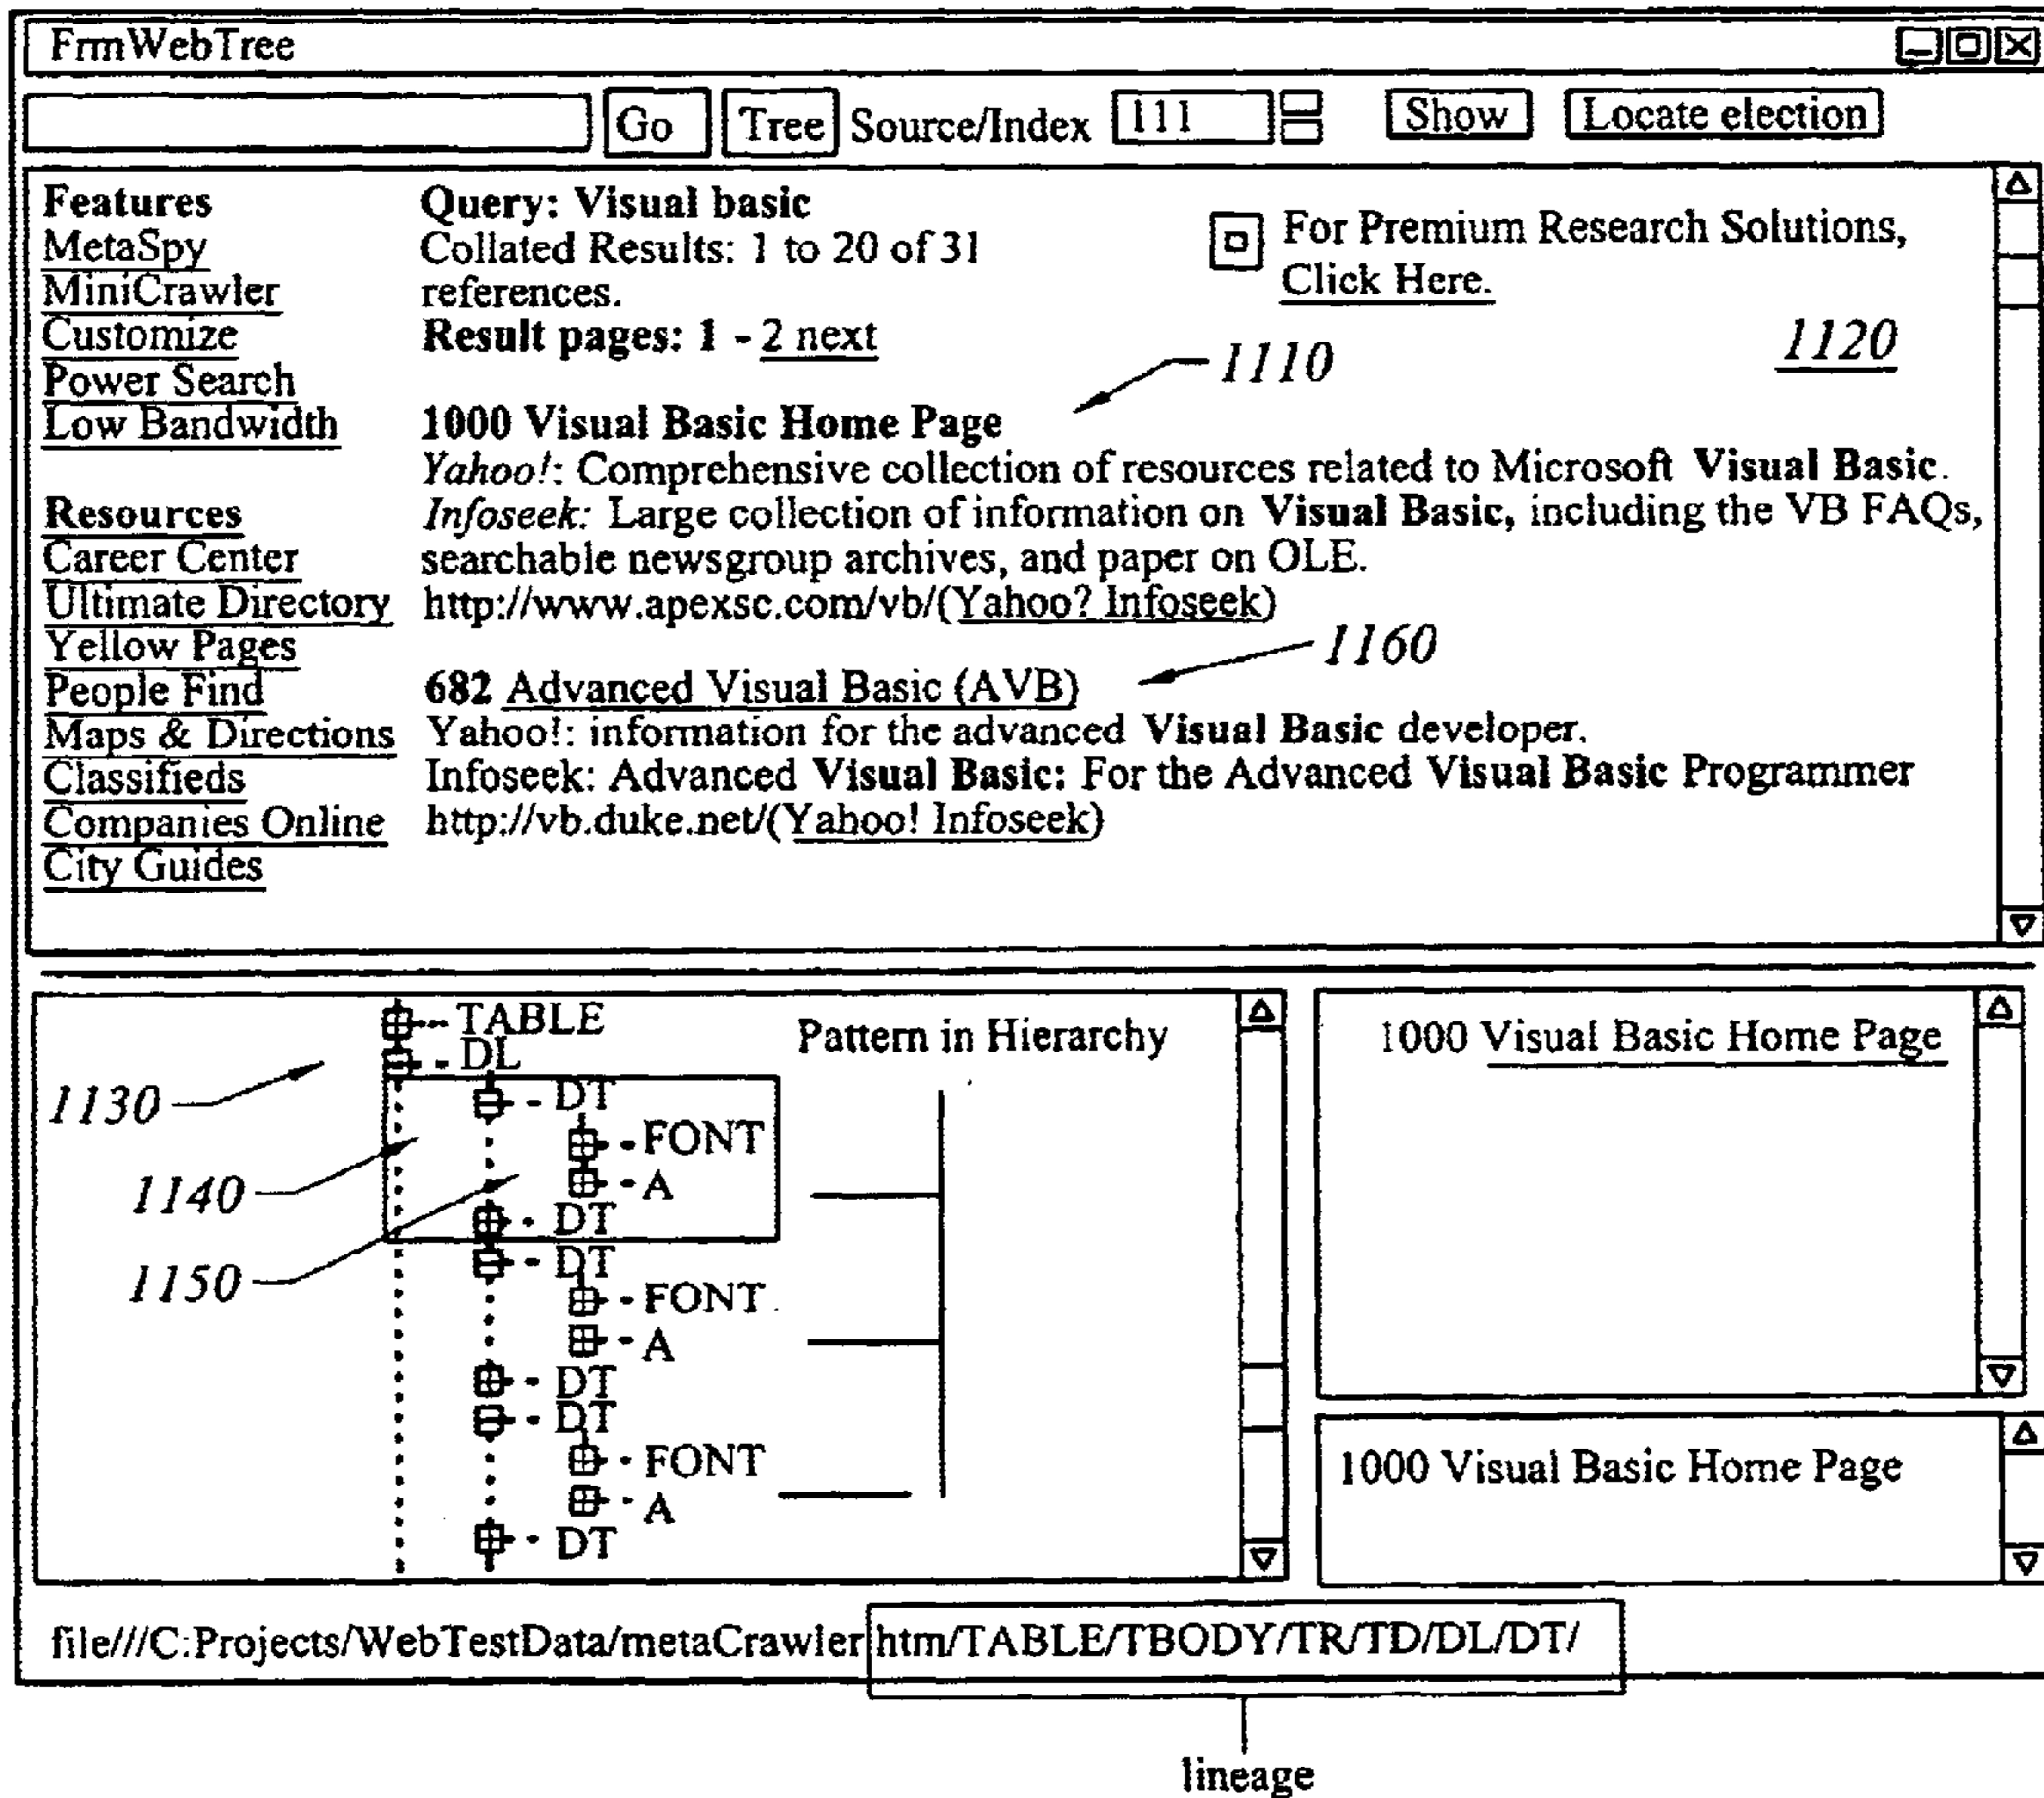 FrmWebTree
Go Tree Source/Index 111 Show Locate election
Features
MetaSpy
MiniCrawler
Customize
Power Search
Low Bandwidth
Resources
Career Center
Ultimate Directory
Yellow Pages
People Find
Maps & Directions
Classifieds
Companies Online
City Guides
Query: Visual basic
Collated Results: 1 to 20 of 31
references.
Result pages: 1 - 2 next
For Premium Research Solutions,
Click Here.
1120
1110
1000 Visual Basic Home Page
Yahoo!: Comprehensive collection of resources related to Microsoft Visual Basic.
Infoseek: Large collection of information on Visual Basic, including the VB FAQs,
searchable newsgroup archives, and paper on OLE.
http://www.apexsc.com/vb/(Yahoo? Infoseek)
1160
682 Advanced Visual Basic (AVB)
Yahoo!: information for the advanced Visual Basic developer.
Infoseek: Advanced Visual Basic: For the Advanced Visual Basic Programmer
http://vb.duke.net/(Yahoo! Infoseek)
TABLE
DL
DT
FONT
A
DT
DT
FONT
A
DT
DT
FONT
A
DT
Pattern in Hierarchy
1130
1140
1150
1000 Visual Basic Home Page
1000 Visual Basic Home Page
file///C:Projects/WebTestData/metaCrawler htm/TABLE/TBODY/TR/TD/DL/DT/
lineage